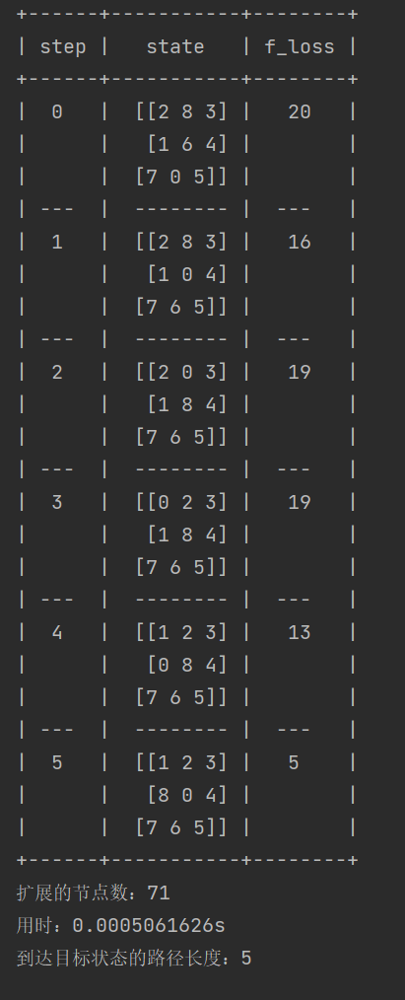 +------+-----------+--------+
| step |   state   | f_loss |
+------+-----------+--------+
|  0   |  [[2 8 3] |   20   |
|      |   [1 6 4] |        |
|      |  [7 0 5]] |        |
| ---  |  -------- |  ---   |
|  1   |  [[2 8 3] |   16   |
|      |   [1 0 4] |        |
|      |  [7 6 5]] |        |
| ---  |  -------- |  ---   |
|  2   |  [[2 0 3] |   19   |
|      |   [1 8 4] |        |
|      |  [7 6 5]] |        |
| ---  |  -------- |  ---   |
|  3   |  [[0 2 3] |   19   |
|      |   [1 8 4] |        |
|      |  [7 6 5]] |        |
| ---  |  -------- |  ---   |
|  4   |  [[1 2 3] |   13   |
|      |   [0 8 4] |        |
|      |  [7 6 5]] |        |
| ---  |  -------- |  ---   |
|  5   |  [[1 2 3] |   5    |
|      |   [8 0 4] |        |
|      |  [7 6 5]] |        |
+------+-----------+--------+
扩展的节点数：71
用时：0.0005061626s
到达目标状态的路径长度：5